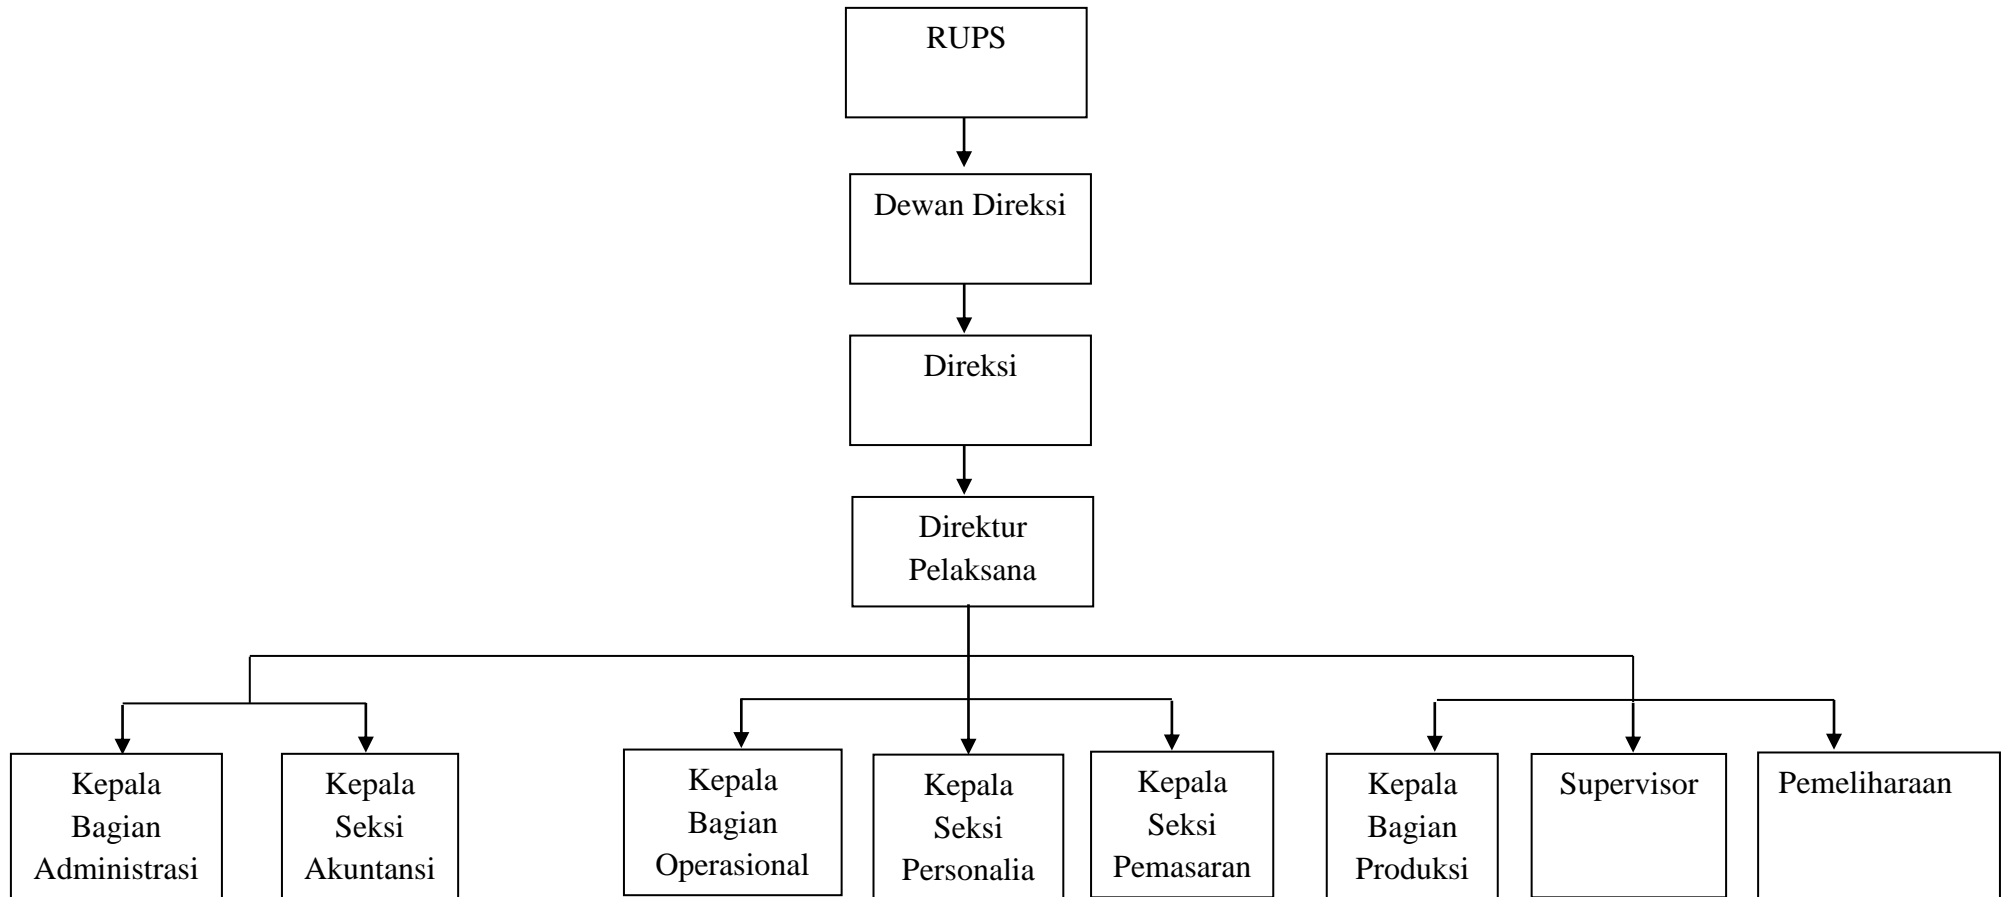 RUPS
Dewan Direksi
Direksi
Direktur
Pelaksana
Kepala
Bagian
Administrasi
Kepala
Seksi
Akuntansi
Kepala
Bagian
Operasional
Kepala
Seksi
Personalia
Kepala
Seksi
Pemasaran
Kepala
Bagian
Produksi
Supervisor
Pemeliharaan